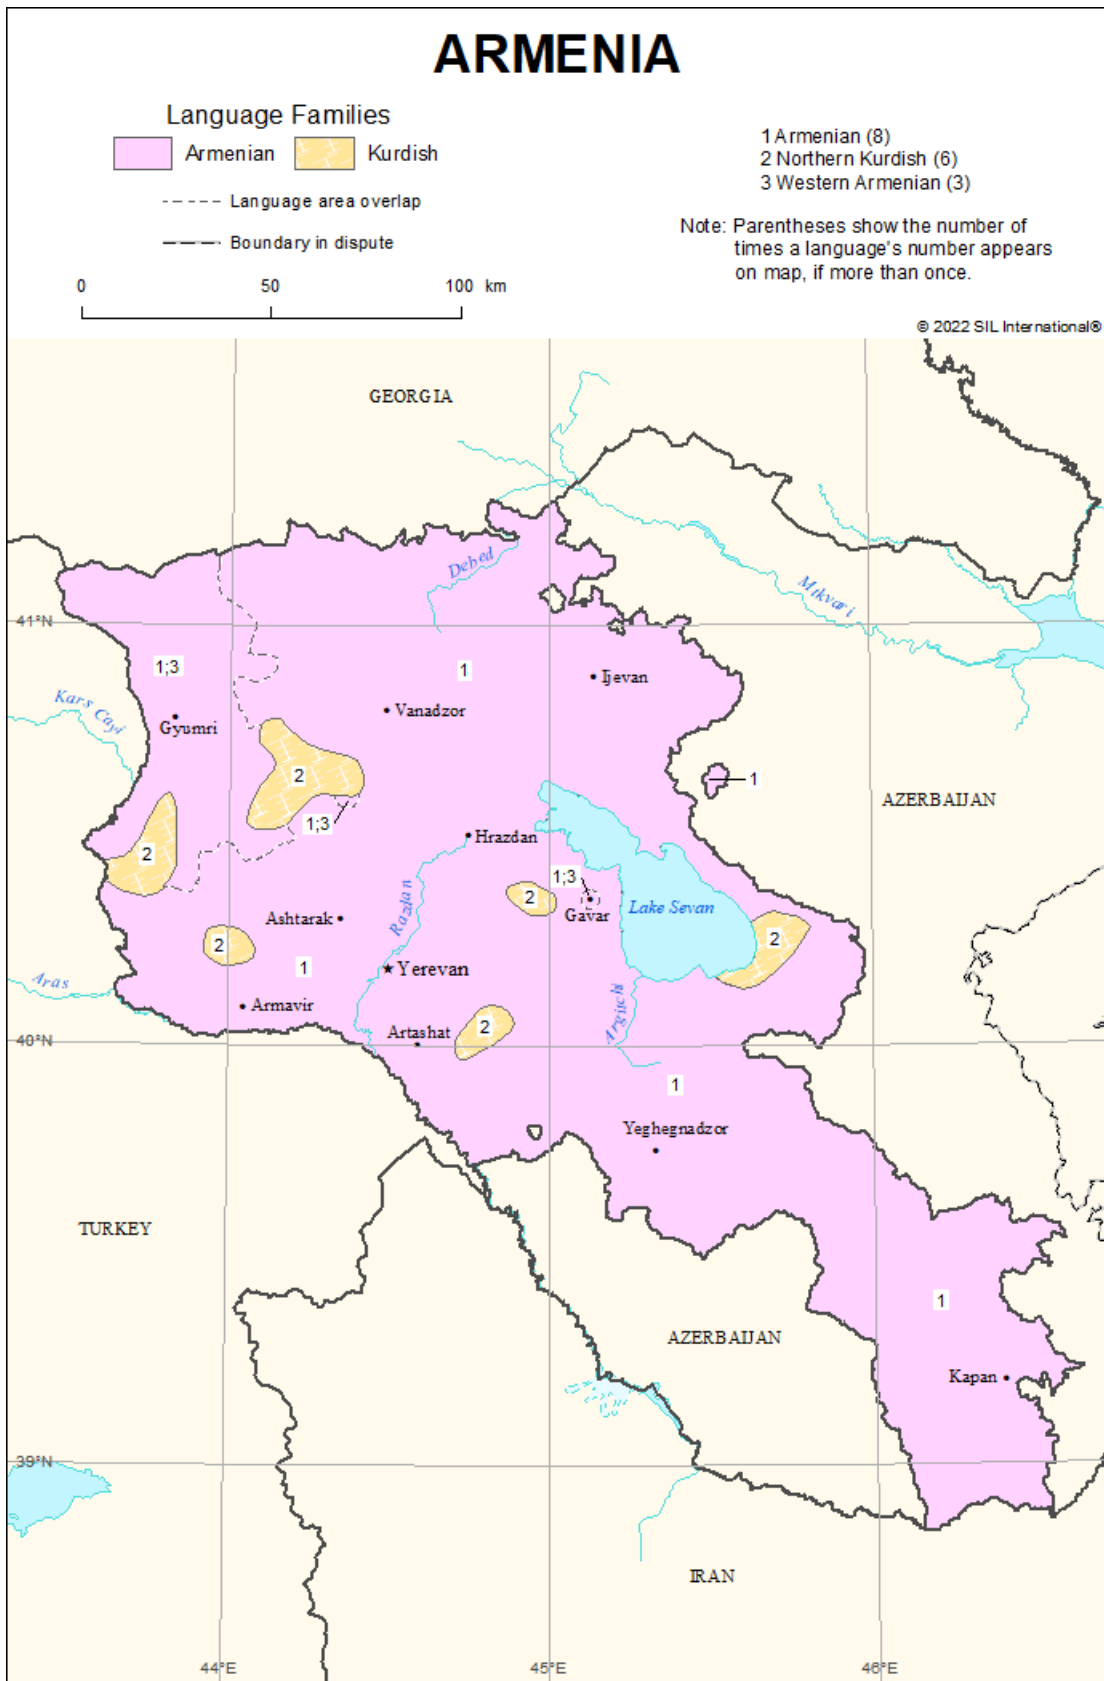 ARMENIA
Language Families
Armenian
Kurdish
Language area overlap
Boundary in dispute
0 50 100 km
1 Armenian (8)
2 Northern Kurdish (6)
3 Western Armenian (3)
Note: Parentheses show the number of
times a language's number appears
on map, if more than once.
© 2022 SIL International®
GEORGIA
Debed
Mtkvari
41°N
1;3
1
Ijevan
Kars Cayi
Gyumri
Vanadzor
2
1
AZERBAIJAN
1;3
Hrazdan
2
1;3
2
Razdan
Gavar
Lake Sevan
Ashtarak
2
2
1
Yerevan
Aras
Armavir
Argitchi
2
Artashat
40°N
1
Yeghegnadzor
TURKEY
1
AZERBAIJAN
Kapan
39°N
IRAN
44°E
45°E
46°E